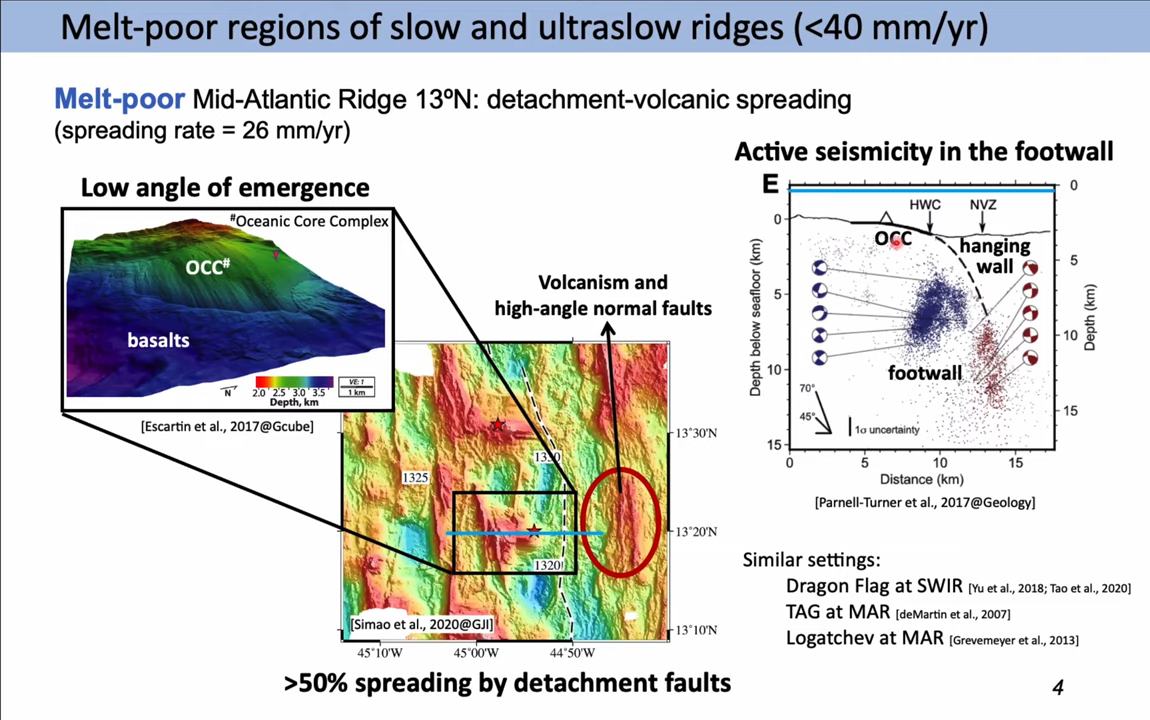 Melt-poor regions of slow and ultraslow ridges (<40 mm/yr)
Melt-poor Mid-Atlantic Ridge 13ºN: detachment-volcanic spreading
(spreading rate = 26 mm/yr)
Low angle of emergence
#Oceanic Core Complex
OCC#
basalts
N
2.0 2.5 3.0 3.5
Depth, km
VE: 1
1 km
[Escartin et al., 2017@Gcube]
Volcanism and
high-angle normal faults
1330
1325
1320
13°30'N
13°20'N
13°10'N
45°10'W 45°00'W 44°50'W
[Simao et al., 2020@GJI]
>50% spreading by detachment faults
Active seismicity in the footwall
E
HWC NVZ
OCC
hanging
wall
footwall
70°
45°
1σ uncertainty
Depth below seafloor (km)
0
5
10
15
Depth (km)
0
5
10
15
0 5 10 15
Distance (km)
[Parnell-Turner et al., 2017@Geology]
Similar settings:
Dragon Flag at SWIR [Yu et al., 2018; Tao et al., 2020]
TAG at MAR [deMartin et al., 2007]
Logatchev at MAR [Grevemeyer et al., 2013]
4